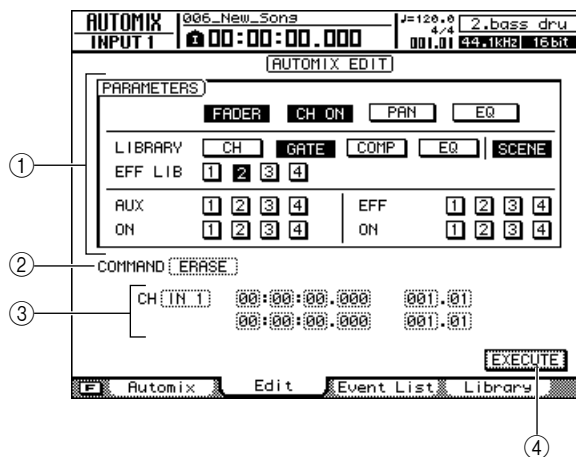 AUTOMIX 006_New_Song J=120.0 4/4 2.bass dru
INPUT 1 00:00:00.000 001.01 44.1kHz 16bit
AUTOMIX EDIT
PARAMETERS
FADER CH ON PAN EQ
LIBRARY CH GATE COMP EQ SCENE
EFF LIB 1 2 3 4
AUX 1 2 3 4 EFF 1 2 3 4
ON 1 2 3 4 ON 1 2 3 4
COMMAND ERASE
CH IN 1 00:00:00.000 001.01
00:00:00.000 001.01
EXECUTE
F Automix Edit Event List Library
1
2
3
4